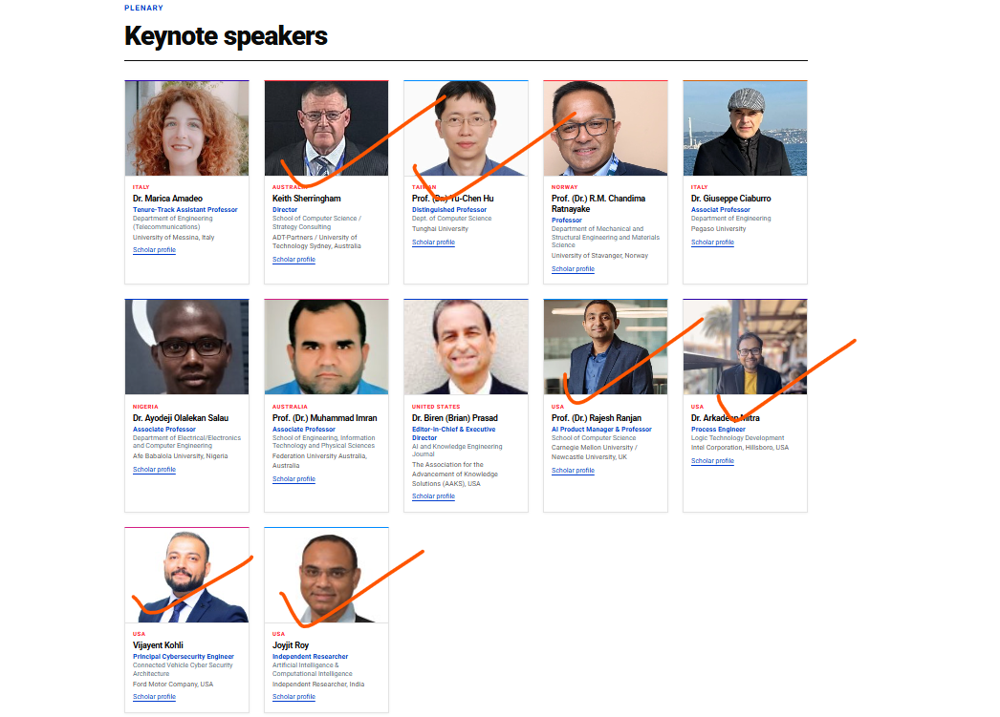 PLENARY
Keynote speakers
ITALY
Dr. Marica Amadeo
Tenure-Track Assistant Professor
Department of Engineering
(Telecommunications)
University of Messina, Italy
Scholar profile
AUSTRALIA
Keith Sherringham
Director
School of Computer Science /
Strategy Consulting
ADT-Partners / University of
Technology Sydney, Australia
Scholar profile
TAIWAN
Prof. (Dr.) Yu-Chen Hu
Distinguished Professor
Dept. of Computer Science
Tunghai University
Scholar profile
NORWAY
Prof. (Dr.) R.M. Chandima
Ratnayake
Professor
Department of Mechanical and
Structural Engineering and Materials
Science
University of Stavanger, Norway
Scholar profile
ITALY
Dr. Giuseppe Ciaburro
Associat Professor
Department of Engineering
Pegaso University
Scholar profile
NIGERIA
Dr. Ayodeji Olalekan Salau
Associate Professor
Department of Electrical/Electronics
and Computer Engineering
Afe Babalola University, Nigeria
Scholar profile
AUSTRALIA
Prof. (Dr.) Muhammad Imran
Associate Professor
School of Engineering, Information
Technology and Physical Sciences
Federation University Australia,
Australia
Scholar profile
UNITED STATES
Dr. Biren (Brian) Prasad
Editor-in-Chief & Executive
Director
AI and Knowledge Engineering
Journal
The Association for the
Advancement of Knowledge
Solutions (AAKS), USA
Scholar profile
USA
Prof. (Dr.) Rajesh Ranjan
AI Product Manager & Professor
School of Computer Science
Carnegie Mellon University /
Newcastle University, UK
Scholar profile
USA
Dr. Arkadeep Mitra
Process Engineer
Logic Technology Development
Intel Corporation, Hillsboro, USA
Scholar profile
USA
Vijayent Kohli
Principal Cybersecurity Engineer
Connected Vehicle Cyber Security
Architecture
Ford Motor Company, USA
Scholar profile
USA
Joyjit Roy
Independent Researcher
Artificial Intelligence &
Computational Intelligence
Independent Researcher, India
Scholar profile